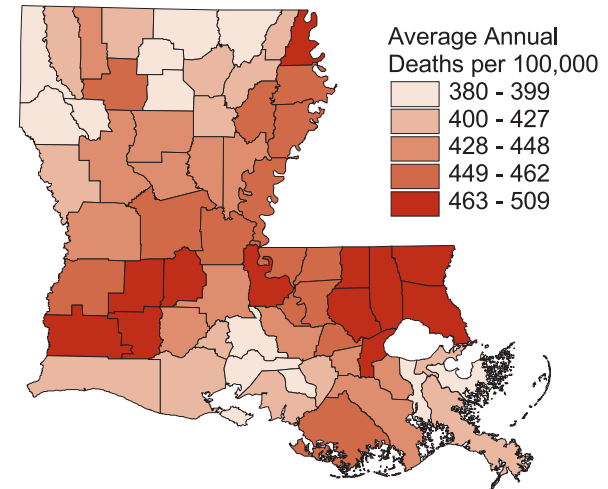 Average Annual
Deaths per 100,000
380 - 399
400 - 427
428 - 448
449 - 462
463 - 509